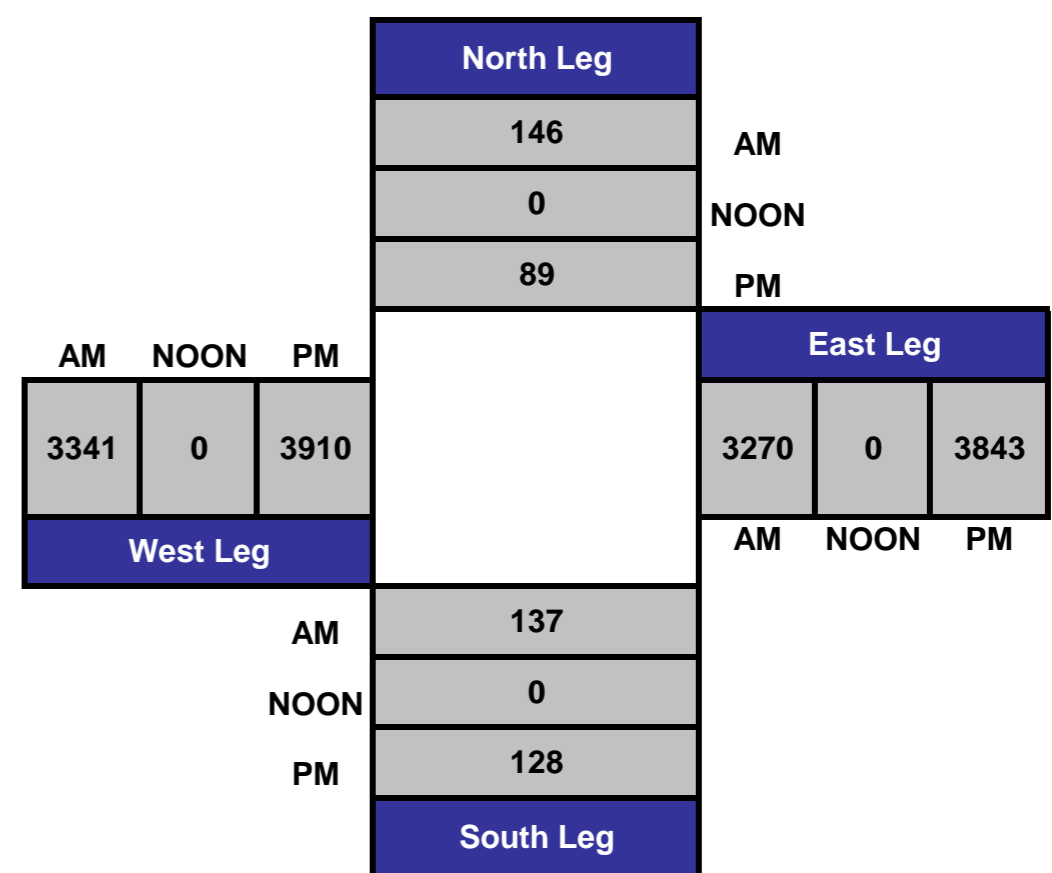 North Leg
146 AM
0 NOON
89 PM
East Leg
AM NOON PM
3341 0 3910
3270 0 3843
West Leg
AM NOON PM
137
AM
0
NOON
128
PM
South Leg